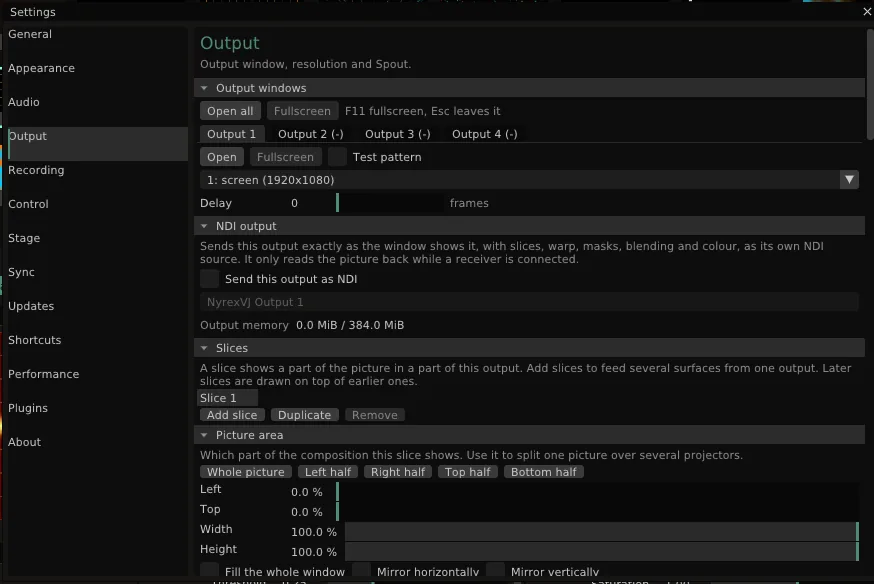 Settings
General
Appearance
Audio
Output
Recording
Control
Stage
Sync
Updates
Shortcuts
Performance
Plugins
About
Output
Output window, resolution and Spout.
Output windows
Open all Fullscreen F11 fullscreen, Esc leaves it
Output 1 Output 2 (-) Output 3 (-) Output 4 (-)
Open Fullscreen Test pattern
1: screen (1920x1080)
Delay 0 frames
NDI output
Sends this output exactly as the window shows it, with slices, warp, masks, blending and colour, as its own NDI
source. It only reads the picture back while a receiver is connected.
Send this output as NDI
NyrexVJ Output 1
Output memory 0.0 MiB / 384.0 MiB
Slices
A slice shows a part of the picture in a part of this output. Add slices to feed several surfaces from one output. Later
slices are drawn on top of earlier ones.
Slice 1
Add slice Duplicate Remove
Picture area
Which part of the composition this slice shows. Use it to split one picture over several projectors.
Whole picture Left half Right half Top half Bottom half
Left 0.0 %
Top 0.0 %
Width 100.0 %
Height 100.0 %
Fill the whole window Mirror horizontally Mirror vertically